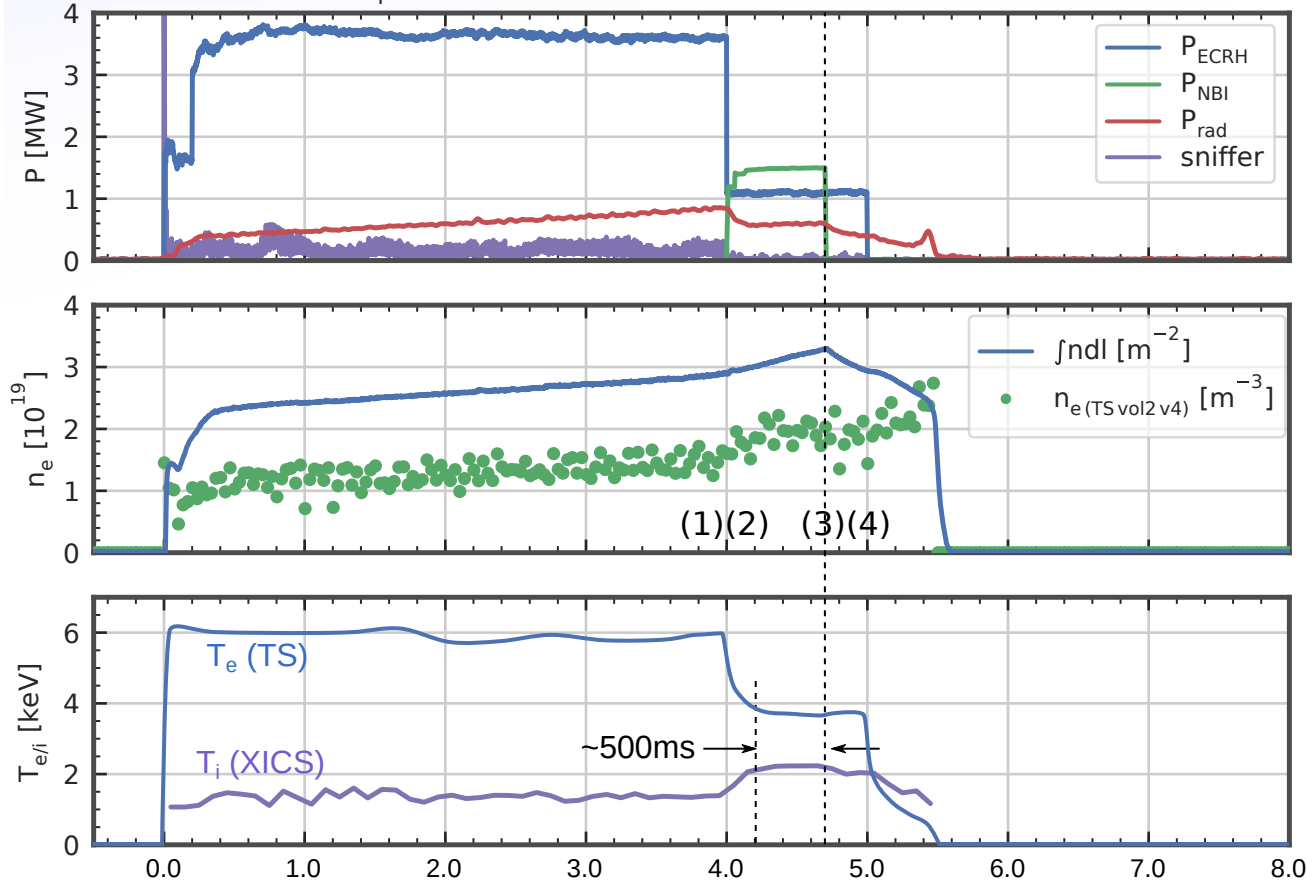 P [MW]
4
3
2
1
0
P_ECRH
P_NBI
P_rad
sniffer
n_e [10^19]
4
3
2
1
0
∫ndl [m^−2]
n_e (TS vol2 v4) [m^−3]
(1)(2) (3)(4)
T_e/i [keV]
6
4
2
0
T_e (TS)
~500ms
T_i (XICS)
0.0 1.0 2.0 3.0 4.0 5.0 6.0 7.0 8.0